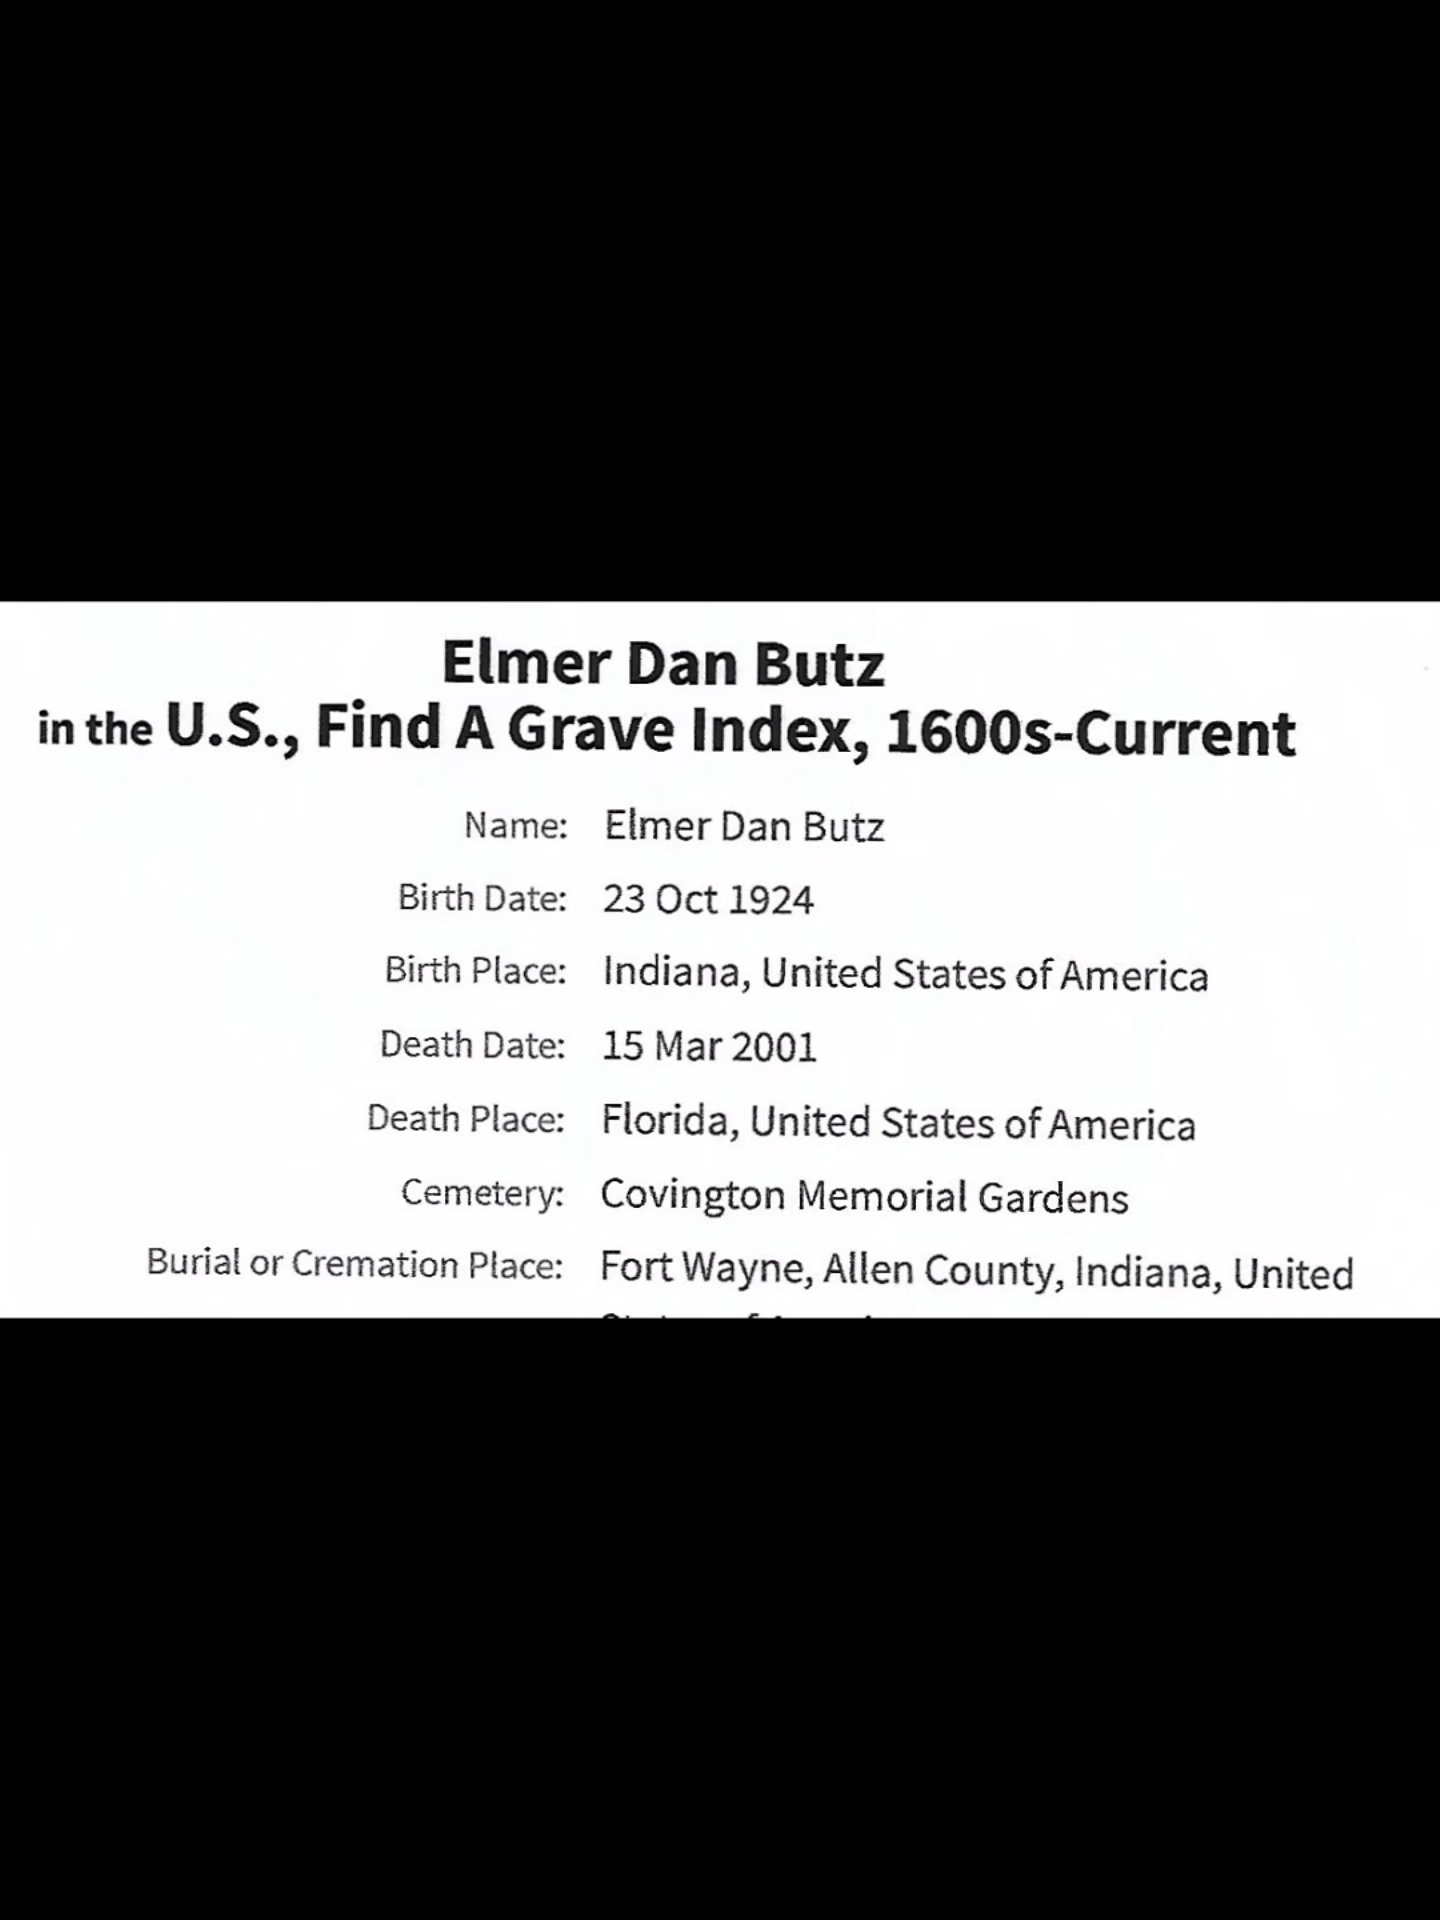 Elmer Dan Butz
in the U.S., Find A Grave Index, 1600s-Current
Name: Elmer Dan Butz
Birth Date: 23 Oct 1924
Birth Place: Indiana, United States of America
Death Date: 15 Mar 2001
Death Place: Florida, United States of America
Cemetery: Covington Memorial Gardens
Burial or Cremation Place: Fort Wayne, Allen County, Indiana, United